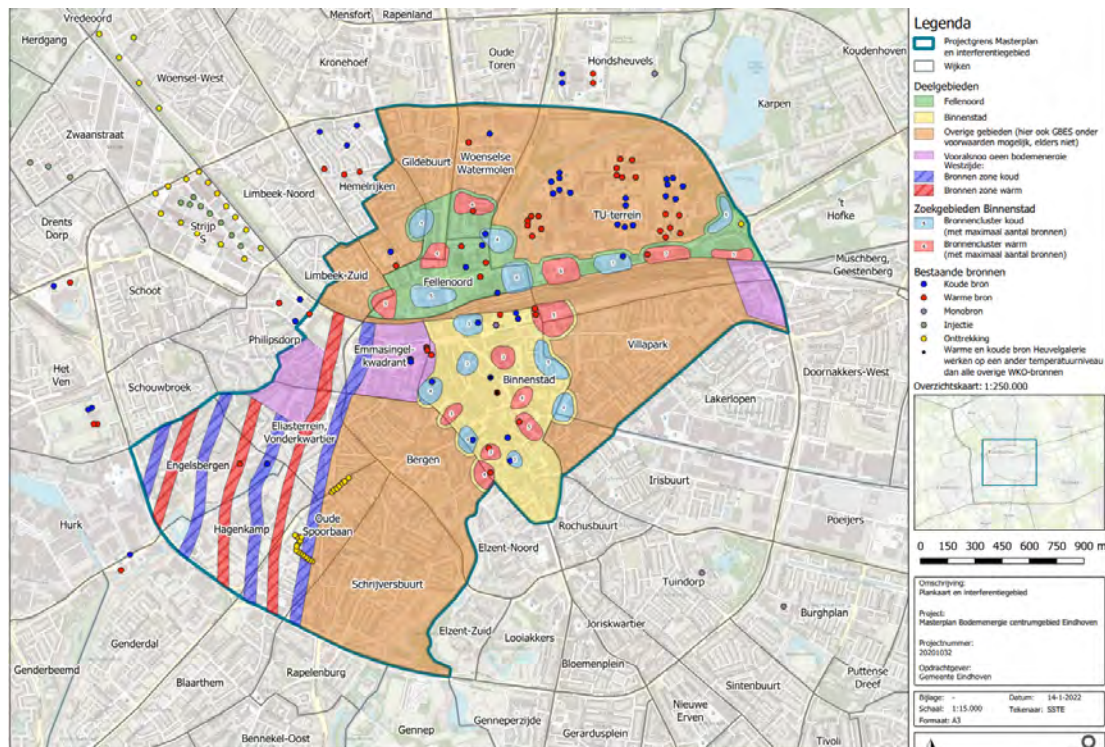 Vredeoord
Mensfort
Rapenland
Herdgang
Oude
Toren
Hondsheuvels
Koudenhoven
Woensel-West
Kronehoef
Karpen
Zwaanstraat
Gildebuurt
Woenselse
Watermolen
Limbeek-Noord
Hemelrijken
TU-terrein
't
Hofke
Drents
Dorp
Strijp
S
Limbeek-Zuid
Fellenoord
Muschberg,
Geestenberg
Schoot
Philipsdorp
Emmasingel-
kwadrant
Villapark
Het
Ven
Schouwbroek
Binnenstad
Doornakkers-West
Lakerlopen
Eliasterrein,
Vonderkwartier
Engelsbergen
Bergen
Irisbuurt
Hurk
Hagenkamp
Oude
Spoorbaan
Rochusbuurt
Poeijers
Elzent-Noord
Schrijversbuurt
Tuindorp
Burghplan
Genderdal
Elzent-Zuid
Looiakkers
Joriskwartier
Genderbeemd
Rapelenburg
Bloemenplein
Puttense
Dreef
Blaarthem
Sintenbuurt
Nieuwe
Erven
Gennep
Genneperzijde
Bennekel-Oost
Gerardusplein
Tivoli
Legenda
Projectgrens Masterplan
en interferentiegebied
Wijken
Deelgebieden
Fellenoord
Binnenstad
Overige gebieden (hier ook GBES onder
voorwaarden mogelijk, elders niet)
Vooralsnog geen bodemenergie
Westzijde:
Bronnen zone koud
Bronnen zone warm
Zoekgebieden Binnenstad
Bronnencluster koud
(met maximaal aantal bronnen)
Bronnencluster warm
(met maximaal aantal bronnen)
Bestaande bronnen
Koude bron
Warme bron
Monobron
Injectie
Onttrekking
Warme en koude bron Heuvelgalerie
werken op een ander temperatuurniveau
dan alle overige WKO-bronnen
Overzichtskaart: 1:250.000
0 150 300 450 600 750 900 m
Omschrijving:
Plankaart en interferentiegebied
Project:
Masterplan Bodemenergie centrumgebied Eindhoven
Projectnummer:
20201032
Opdrachtgever:
Gemeente Eindhoven
Bijlage: - Datum: 14-1-2022
Schaal: 1:15.000 Tekenaar: SSTE
Formaat: A3